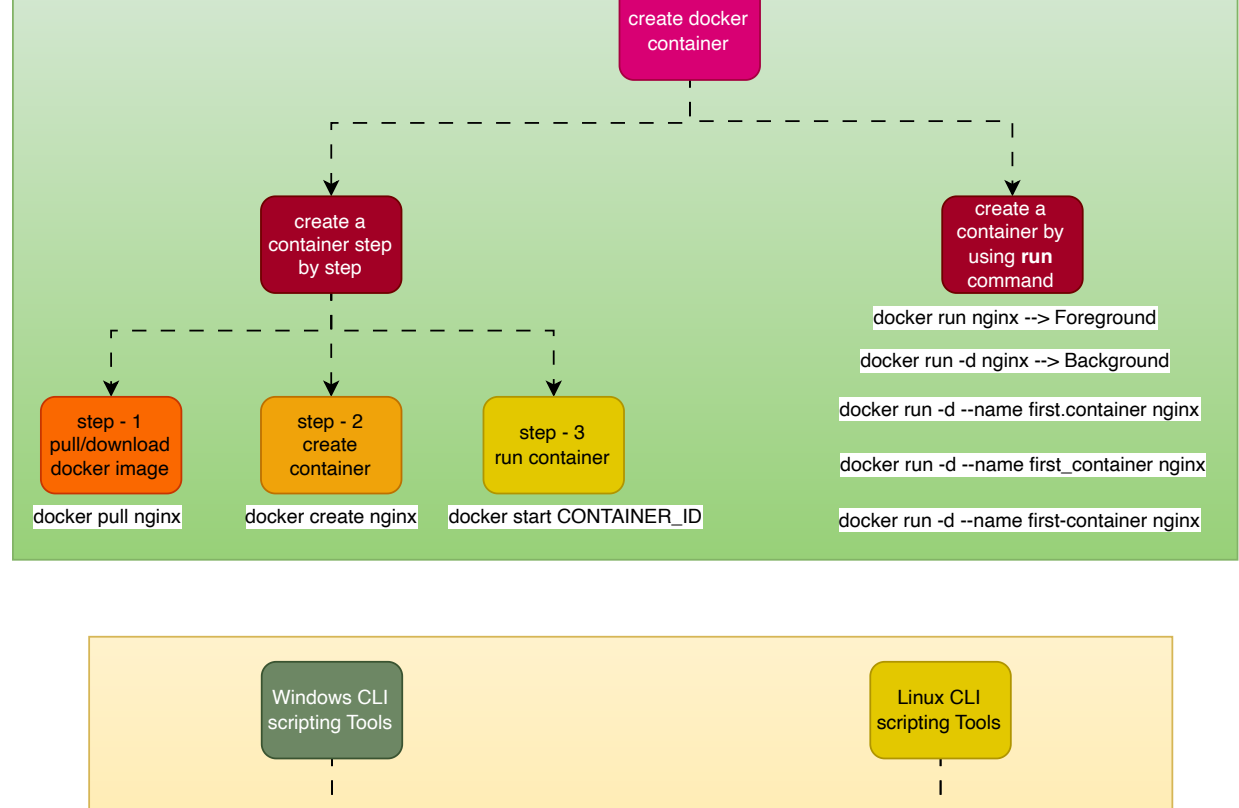 create docker
container
create a
container step
by step
create a
container by
using run
command
docker run nginx --> Foreground
docker run -d nginx --> Background
docker run -d --name first.container nginx
docker run -d --name first_container nginx
docker run -d --name first-container nginx
step - 1
pull/download
docker image
step - 2
create
container
step - 3
run container
docker pull nginx
docker create nginx
docker start CONTAINER_ID
Windows CLI
scripting Tools
Linux CLI
scripting Tools